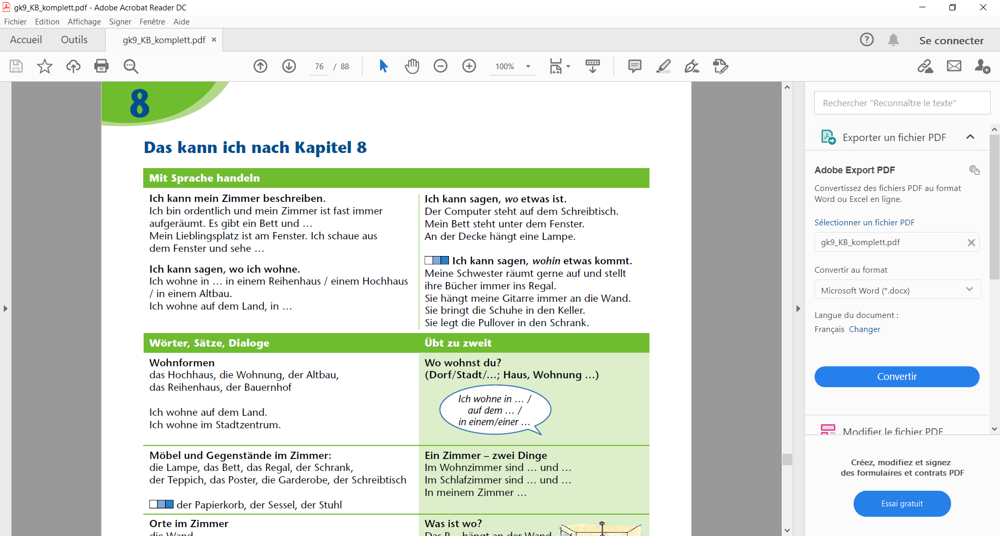 gk9_KB_komplett.pdf - Adobe Acrobat Reader DC
Fichier Edition Affichage Signer Fenêtre Aide
Accueil Outils gk9_KB_komplett.pdf × Se connecter
76 / 88 100%
8
Das kann ich nach Kapitel 8
Mit Sprache handeln
Ich kann mein Zimmer beschreiben.
Ich bin ordentlich und mein Zimmer ist fast immer
aufgeräumt. Es gibt ein Bett und …
Mein Lieblingsplatz ist am Fenster. Ich schaue aus
dem Fenster und sehe …
Ich kann sagen, wo ich wohne.
Ich wohne in … in einem Reihenhaus / einem Hochhaus
/ in einem Altbau.
Ich wohne auf dem Land, in …
Ich kann sagen, wo etwas ist.
Der Computer steht auf dem Schreibtisch.
Mein Bett steht unter dem Fenster.
An der Decke hängt eine Lampe.
Ich kann sagen, wohin etwas kommt.
Meine Schwester räumt gerne auf und stellt
ihre Bücher immer ins Regal.
Sie hängt meine Gitarre immer an die Wand.
Sie bringt die Schuhe in den Keller.
Sie legt die Pullover in den Schrank.
Wörter, Sätze, Dialoge
Übt zu zweit
Wohnformen
das Hochhaus, die Wohnung, der Altbau,
das Reihenhaus, der Bauernhof
Ich wohne auf dem Land.
Ich wohne im Stadtzentrum.
Wo wohnst du?
(Dorf/Stadt/…; Haus, Wohnung …)
Ich wohne in … /
auf dem … /
in einem/einer …
Möbel und Gegenstände im Zimmer:
die Lampe, das Bett, das Regal, der Schrank,
der Teppich, das Poster, die Garderobe, der Schreibtisch
der Papierkorb, der Sessel, der Stuhl
Ein Zimmer – zwei Dinge
Im Wohnzimmer sind … und …
Im Schlafzimmer sind … und …
In meinem Zimmer …
Orte im Zimmer
die Wand
Was ist wo?
Das B… hängt an der Wand
Rechercher "Reconnaître le texte"
Exporter un fichier PDF
Adobe Export PDF
Convertissez des fichiers PDF au format
Word ou Excel en ligne.
Sélectionner un fichier PDF
gk9_KB_komplett.pdf
Convertir au format
Microsoft Word (*.docx)
Langue du document :
Français Changer
Convertir
Modifier le fichier PDF
Créez, modifiez et signez
des formulaires et contrats PDF
Essai gratuit